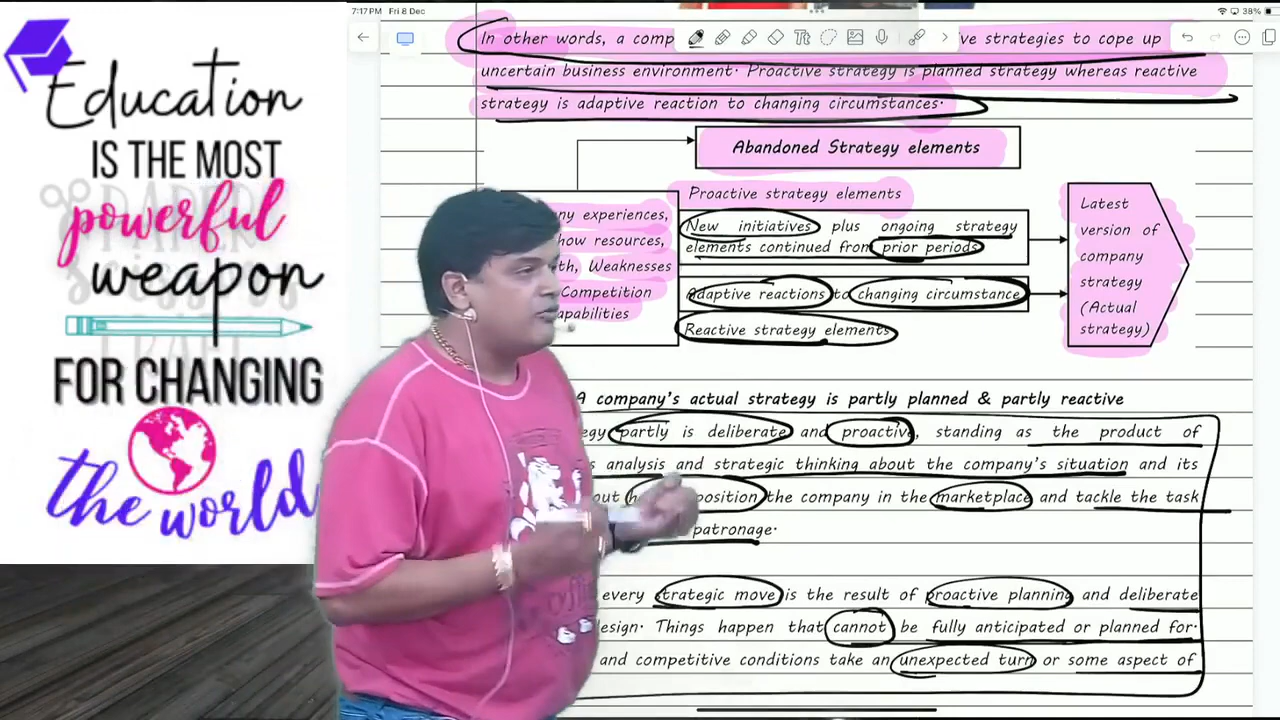 7:17 PM Fri 8 Dec
38%
Education
IS THE MOST
powerful
weapon
FOR CHANGING
the world
In other words, a comp ve strategies to cope up
uncertain business environment. Proactive strategy is planned strategy whereas reactive
strategy is adaptive reaction to changing circumstances.
Abandoned Strategy elements
Proactive strategy elements
ny experiences,
how resources,
th, Weaknesses
Competition
apabilities
New initiatives plus ongoing strategy
elements continued from prior periods
Adaptive reactions to changing circumstance
Reactive strategy elements
Latest
version of
company
strategy
(Actual
strategy)
A company's actual strategy is partly planned & partly reactive
egy partly is deliberate and proactive, standing as the product of
s analysis and strategic thinking about the company's situation and its
out position the company in the marketplace and tackle the task
patronage.
every strategic move is the result of proactive planning and deliberate
design. Things happen that cannot be fully anticipated or planned for.
and competitive conditions take an unexpected turn or some aspect of